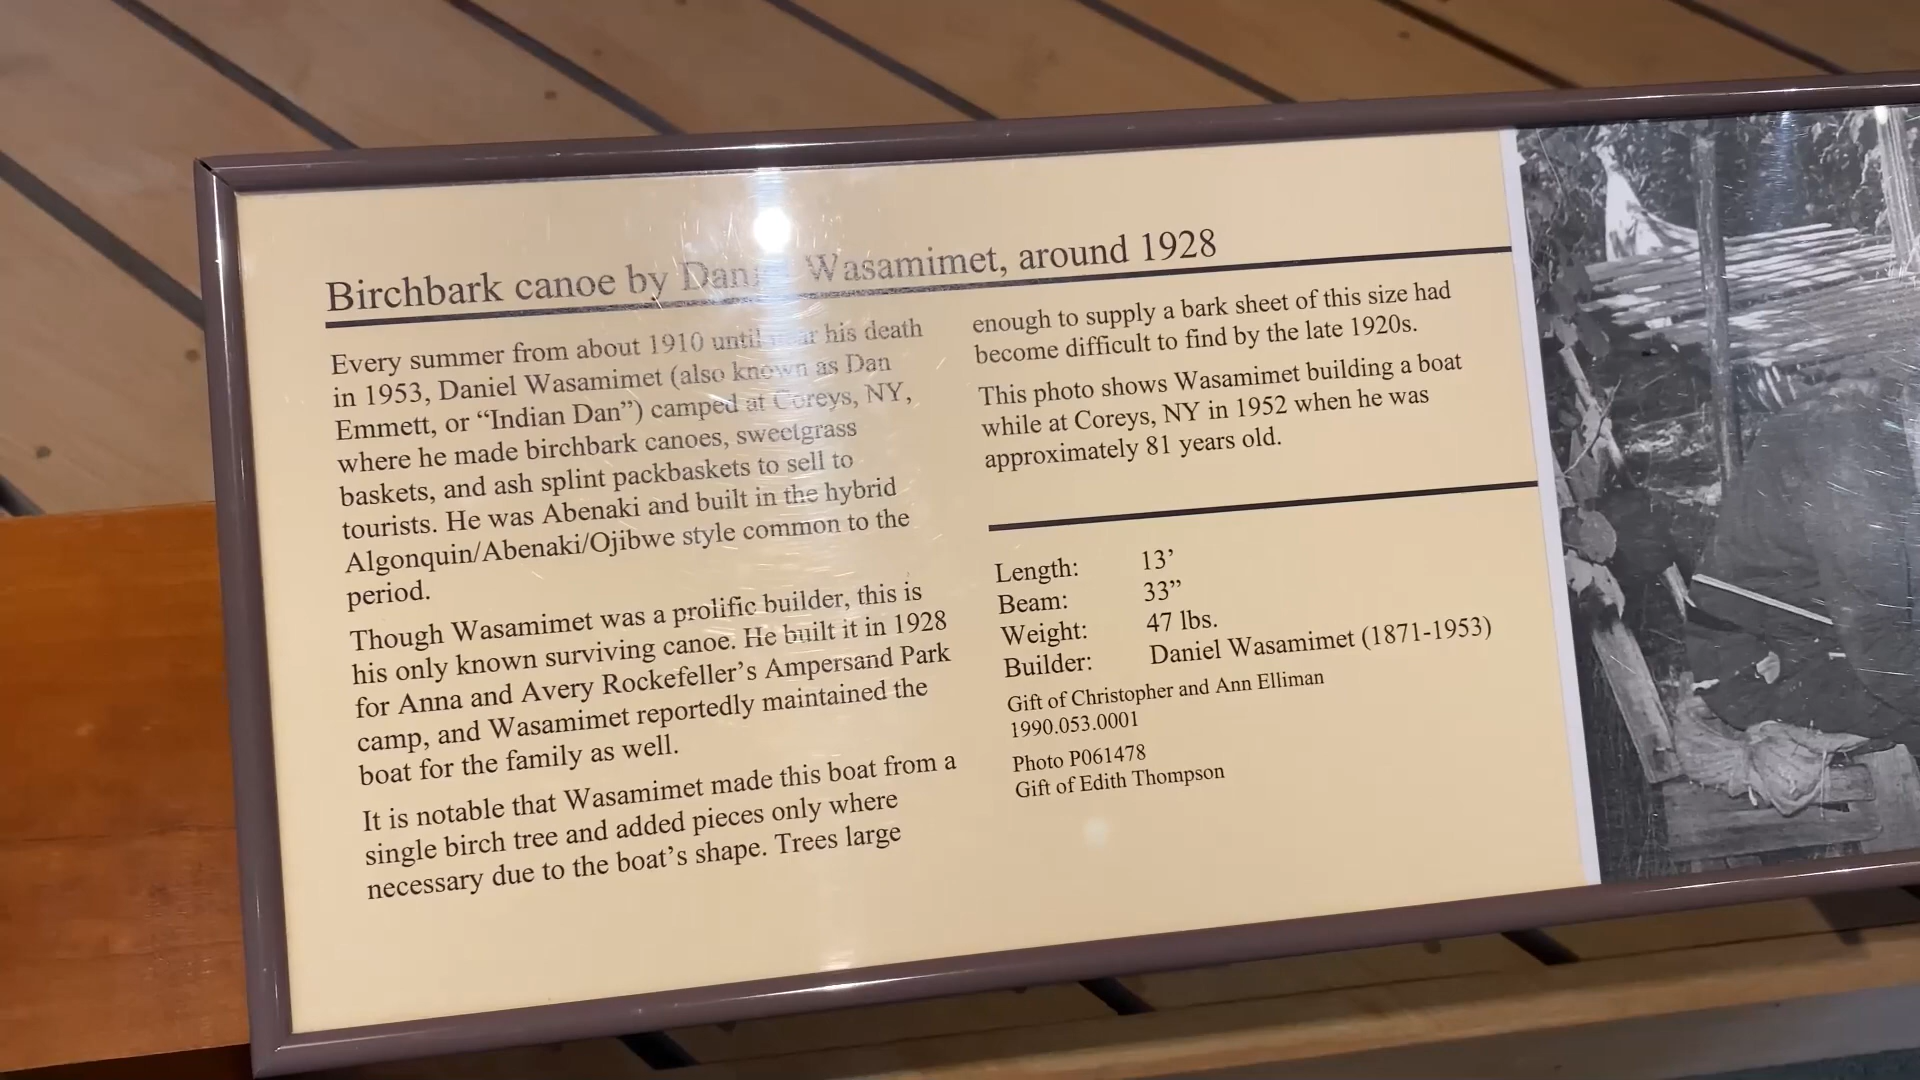 Birchbark canoe by Daniel Wasamimet, around 1928
Every summer from about 1910 until near his death
in 1953, Daniel Wasamimet (also known as Dan
Emmett, or “Indian Dan”) camped at Coreys, NY,
where he made birchbark canoes, sweetgrass
baskets, and ash splint packbaskets to sell to
tourists. He was Abenaki and built in the hybrid
Algonquin/Abenaki/Ojibwe style common to the
period.
Though Wasamimet was a prolific builder, this is
his only known surviving canoe. He built it in 1928
for Anna and Avery Rockefeller’s Ampersand Park
camp, and Wasamimet reportedly maintained the
boat for the family as well.
It is notable that Wasamimet made this boat from a
single birch tree and added pieces only where
necessary due to the boat’s shape. Trees large
enough to supply a bark sheet of this size had
become difficult to find by the late 1920s.
This photo shows Wasamimet building a boat
while at Coreys, NY in 1952 when he was
approximately 81 years old.
Length: 13’
Beam: 33”
Weight: 47 lbs.
Builder: Daniel Wasamimet (1871-1953)
Gift of Christopher and Ann Elliman
1990.053.0001
Photo P061478
Gift of Edith Thompson